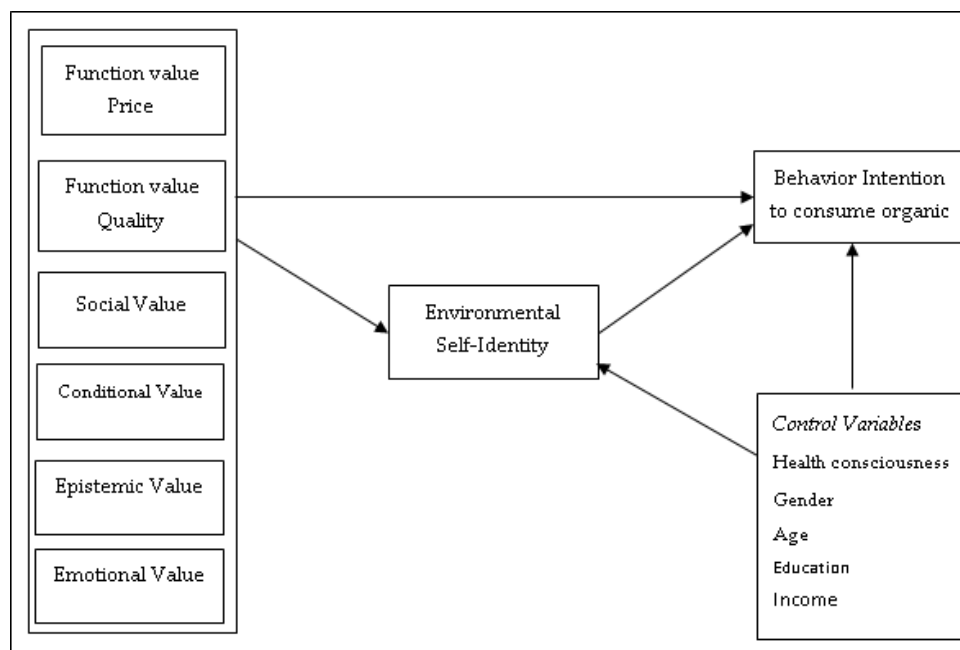 Function value
Price
Function value
Quality
Social Value
Conditional Value
Epistemic Value
Emotional Value
Environmental
Self-Identity
Behavior Intention
to consume organic
Control Variables
Health consciousness
Gender
Age
Education
Income